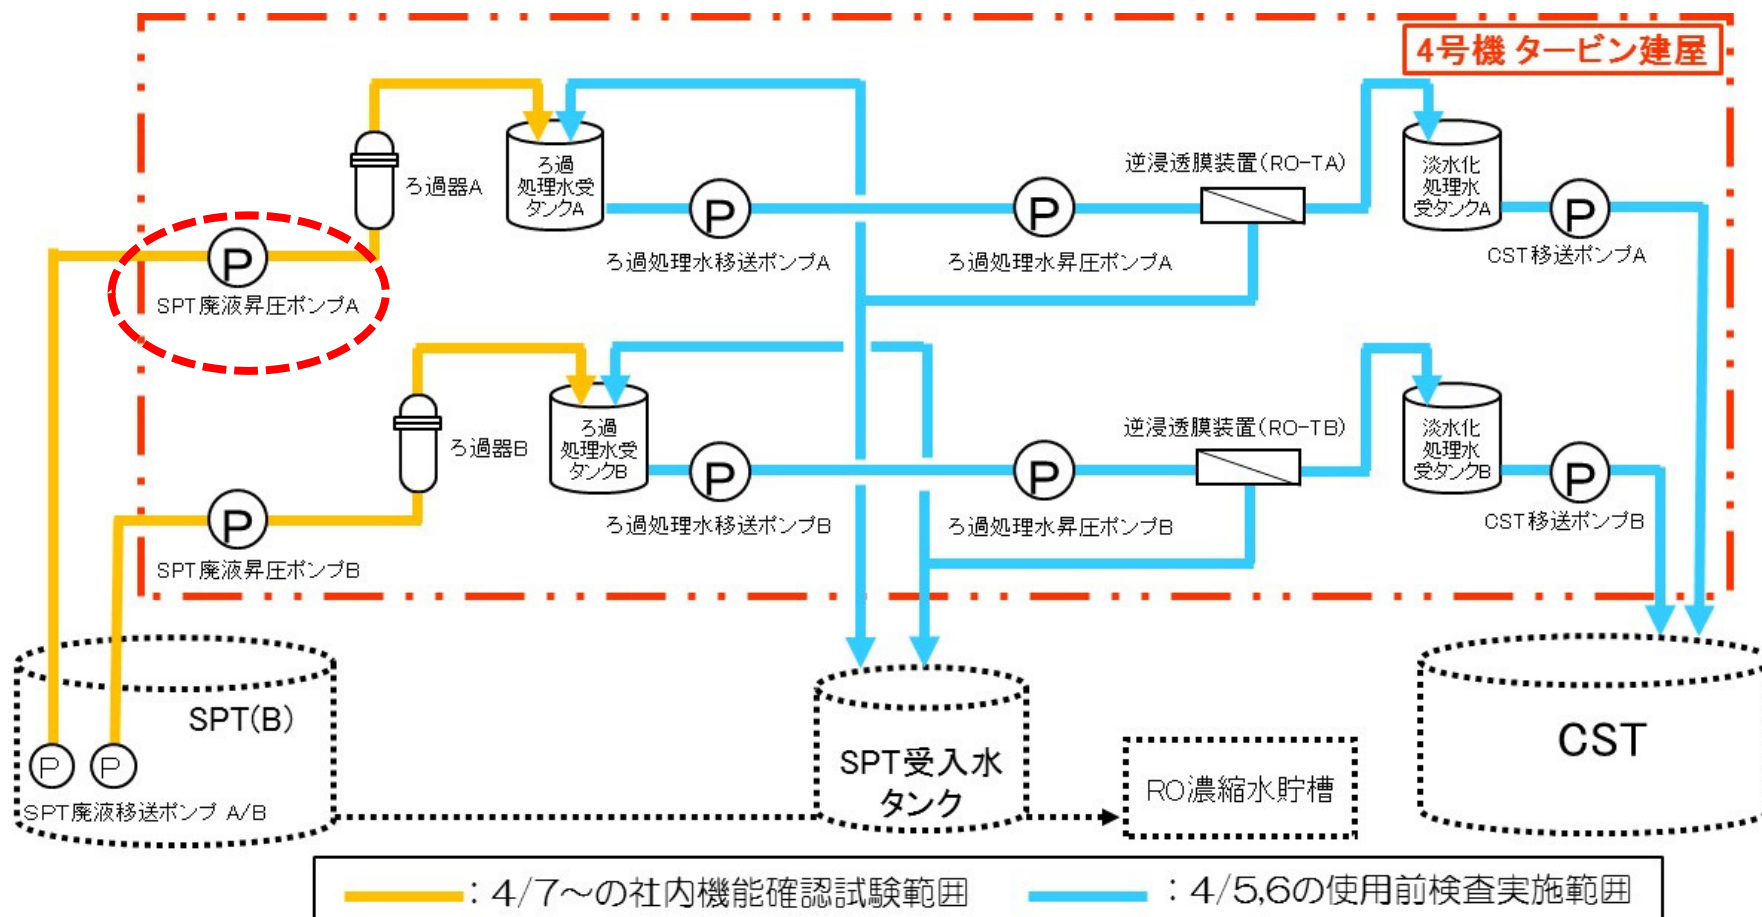 4号機 タービン建屋
ろ過器A
ろ過
処理水受
タンクA
P
ろ過処理水移送ポンプA
P
ろ過処理水昇圧ポンプA
逆浸透膜装置(RO-TA)
淡水化
処理水
受タンクA
P
CST移送ポンプA
P
SPT廃液昇圧ポンプA
ろ過器B
ろ過
処理水受
タンクB
P
ろ過処理水移送ポンプB
P
ろ過処理水昇圧ポンプB
逆浸透膜装置(RO-TB)
淡水化
処理水
受タンクB
P
CST移送ポンプB
P
SPT廃液昇圧ポンプB
SPT(B)
P
P
SPT廃液移送ポンプ A/B
SPT受入水
タンク
RO濃縮水貯槽
CST
:4/7~の社内機能確認試験範囲
:4/5,6の使用前検査実施範囲